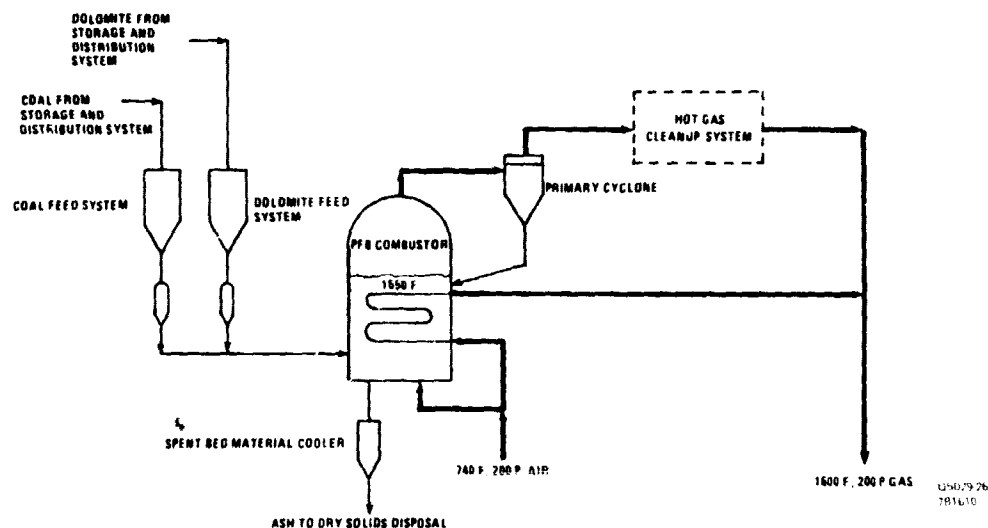 DOLOMITE FROM
STORAGE AND
DISTRIBUTION
SYSTEM
COAL FROM
STORAGE AND
DISTRIBUTION SYSTEM
HOT GAS
CLEANUP SYSTEM
PRIMARY CYCLONE
COAL FEED SYSTEM
DOLOMITE FEED
SYSTEM
PFB COMBUSTOR
1650 F
SPENT BED MATERIAL COOLER
740 F, 200 P AIR
1600 F, 200 P GAS
ASH TO DRY SOLIDS DISPOSAL
781610